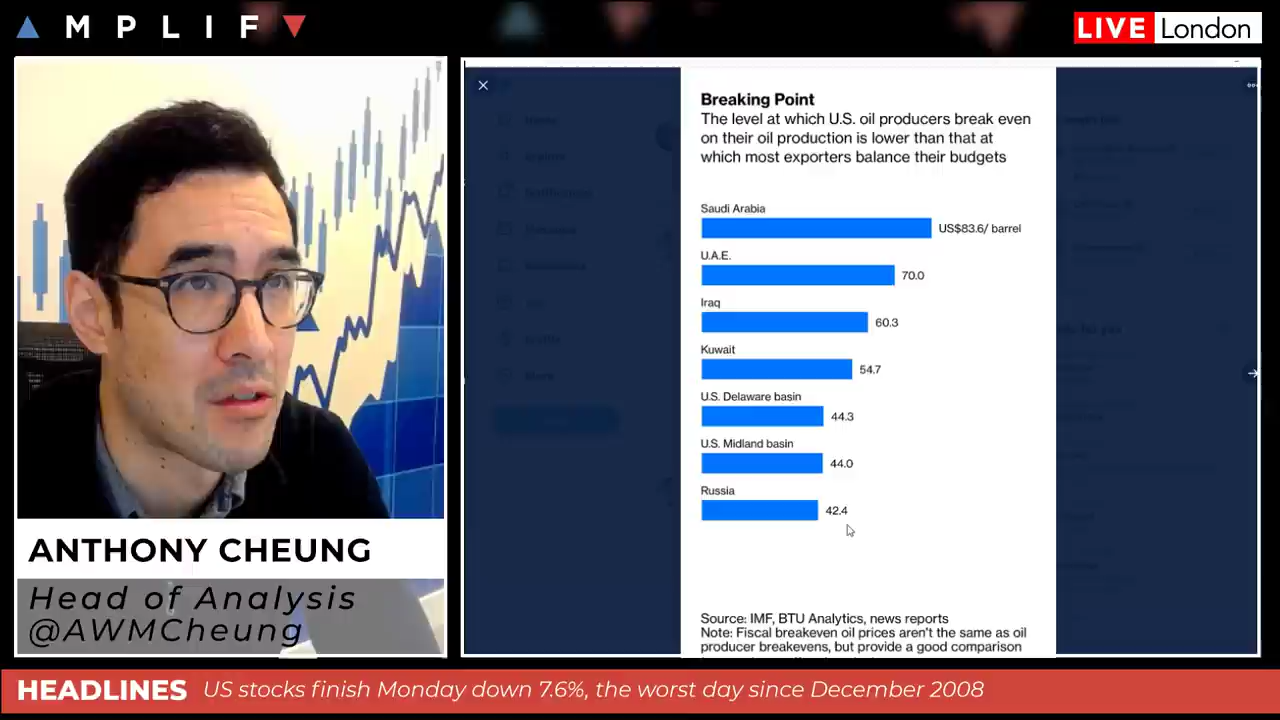 AMPLIFY
LIVE London
Breaking Point
The level at which U.S. oil producers break even
on their oil production is lower than that at
which most exporters balance their budgets
Saudi Arabia
US$83.6/ barrel
U.A.E.
70.0
Iraq
60.3
Kuwait
54.7
U.S. Delaware basin
44.3
U.S. Midland basin
44.0
Russia
42.4
Source: IMF, BTU Analytics, news reports
Note: Fiscal breakeven oil prices aren't the same as oil
producer breakevens, but provide a good comparison
ANTHONY CHEUNG
Head of Analysis
@AWMCheung
HEADLINES US stocks finish Monday down 7.6%, the worst day since December 2008